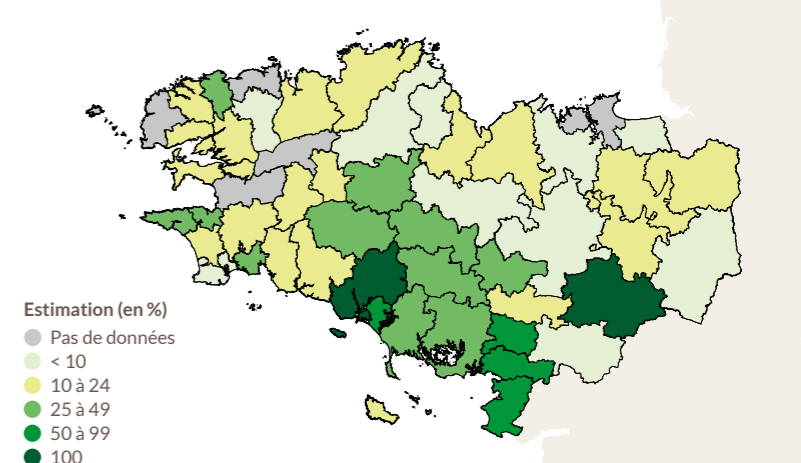 Estimation (en %)
Pas de données
< 10
10 à 24
25 à 49
50 à 99
100